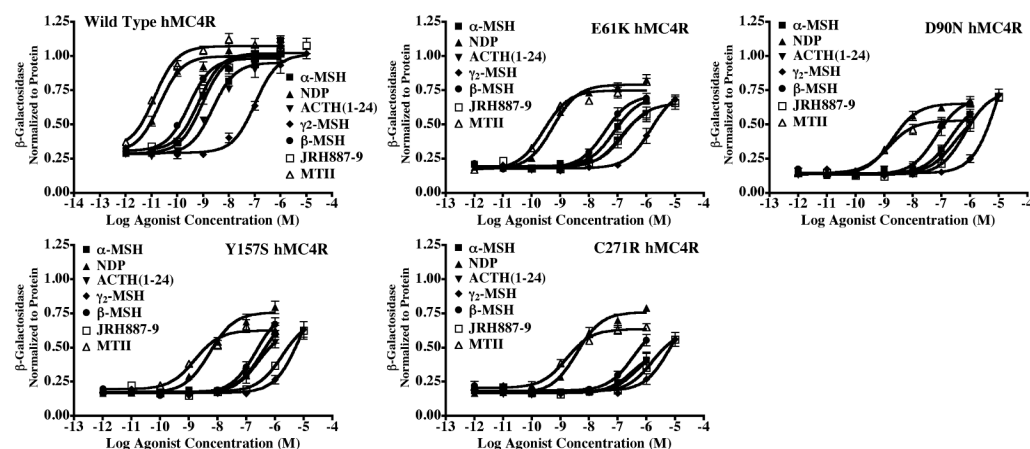 Wild Type hMC4R
1.25
1.00
0.75
0.50
0.25
0.00
β-Galactosidase
Normalized to Protein
α-MSH
NDP
ACTH(1-24)
γ2-MSH
β-MSH
JRH887-9
MTII
-14 -13 -12 -11 -10 -9 -8 -7 -6 -5 -4
Log Agonist Concentration (M)
E61K hMC4R
1.25
1.00
0.75
0.50
0.25
0.00
β-Galactosidase
Normalized to Protein
α-MSH
NDP
ACTH(1-24)
γ₂-MSH
β-MSH
JRH887-9
MTII
-13 -12 -11 -10 -9 -8 -7 -6 -5 -4
Log Agonist Concentration (M)
D90N hMC4R
1.25
1.00
0.75
0.50
0.25
0.00
β-Galactosidase
Normalized to Protein
α-MSH
NDP
ACTH(1-24)
γ₂-MSH
β-MSH
JRH887-9
MTII
-13 -12 -11 -10 -9 -8 -7 -6 -5 -4
Log Agonist Concentration (M)
Y157S hMC4R
1.25
1.00
0.75
0.50
0.25
0.00
β-Galactosidase
Normalized to Protein
α-MSH
NDP
ACTH(1-24)
γ₂-MSH
β-MSH
JRH887-9
MTII
-13 -12 -11 -10 -9 -8 -7 -6 -5 -4
Log Agonist Concentration (M)
C271R hMC4R
1.25
1.00
0.75
0.50
0.25
0.00
β-Galactosidase
Normalized to Protein
α-MSH
NDP
ACTH(1-24)
γ₂-MSH
β-MSH
JRH887-9
MTII
-13 -12 -11 -10 -9 -8 -7 -6 -5 -4
Log Agonist Concentration (M)